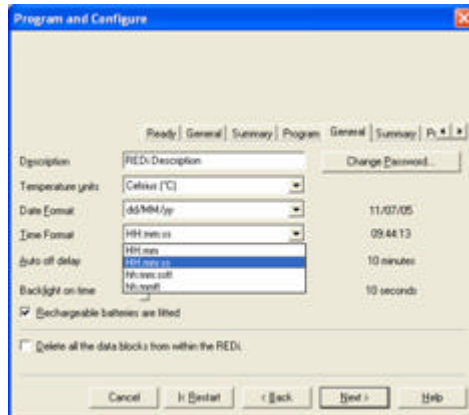 Program and Configure
Ready General Summary Program General Summary
Description REDi Description Change Password...
Temperature units Celsius (°C)
Date Format dd/MM/yy 11/07/05
Time Format HH:mm:ss 09:44:13
HH:mm
HH:mm:ss
Auto off delay 10 minutes
hh:mm:sstt
hh:mmtt
Backlight on time 10 seconds
Rechargeable batteries are fitted
Delete all the data blocks from within the REDi.
Cancel |< Restart < Back Next > Help